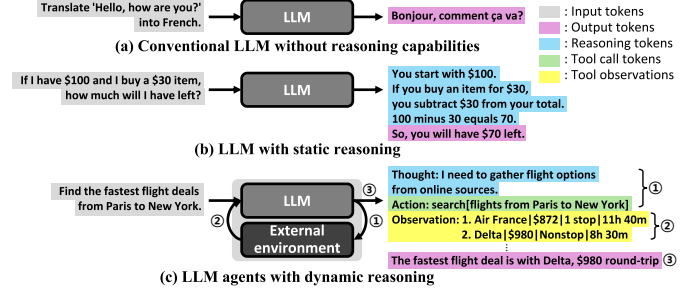 Translate 'Hello, how are you?'
into French.
LLM
Bonjour, comment ça va?
(a) Conventional LLM without reasoning capabilities
: Input tokens
: Output tokens
: Reasoning tokens
: Tool call tokens
: Tool observations
If I have $100 and I buy a $30 item,
how much will I have left?
LLM
You start with $100.
If you buy an item for $30,
you subtract $30 from your total.
100 minus 30 equals 70.
So, you will have $70 left.
(b) LLM with static reasoning
Find the fastest flight deals
from Paris to New York.
LLM
External
environment
②
③
①
Thought: I need to gather flight options
from online sources.
Action: search[flights from Paris to New York]
①
Observation: 1. Air France|$872|1 stop|11h 40m
2. Delta|$980|Nonstop|8h 30m
②
⋮
The fastest flight deal is with Delta, $980 round-trip ③
(c) LLM agents with dynamic reasoning